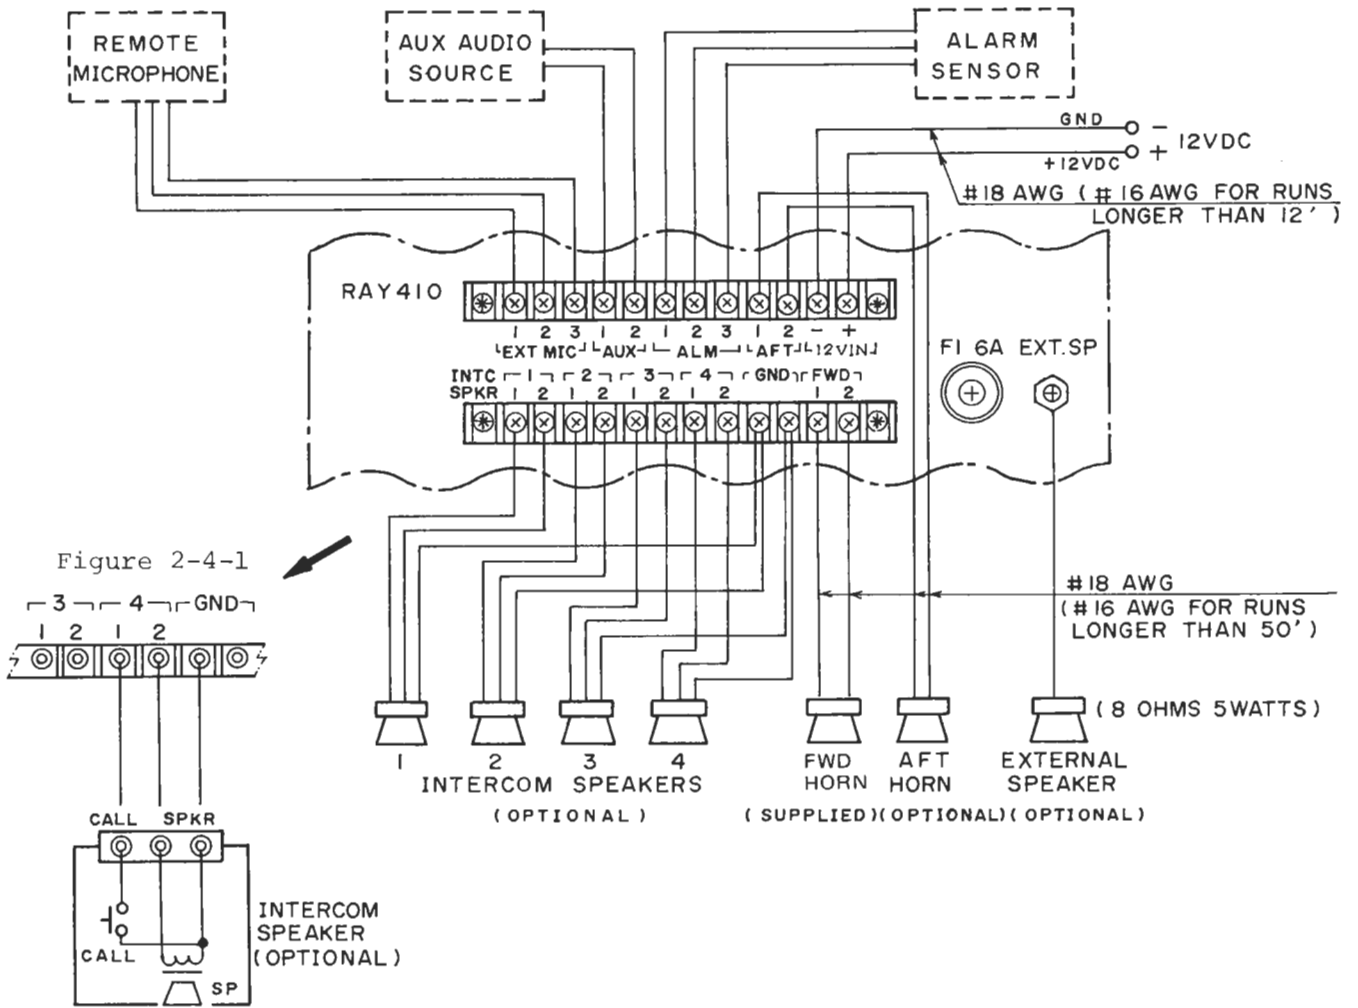 REMOTE
MICROPHONE
AUX AUDIO
SOURCE
ALARM
SENSOR
GND -
+12VDC +
12VDC
#18 AWG (#16 AWG FOR RUNS
LONGER THAN 12')
RAY410
1 2 3 1 2 1 2 3 1 2 - +
EXT MIC AUX ALM AFT 12VIN
F1 6A EXT.SP
INTC 1 2 3 4 GND FWD
SPKR 1 2 1 2 1 2 1 2 1 2
Figure 2-4-1
3 4 GND
1 2 1 2
#18 AWG
(#16 AWG FOR RUNS
LONGER THAN 50')
(8 OHMS 5WATTS)
1 2 3 4
INTERCOM SPEAKERS
(OPTIONAL)
FWD
HORN
(SUPPLIED)
AFT
HORN
(OPTIONAL)
EXTERNAL
SPEAKER
(OPTIONAL)
CALL SPKR
CALL
SP
INTERCOM
SPEAKER
(OPTIONAL)